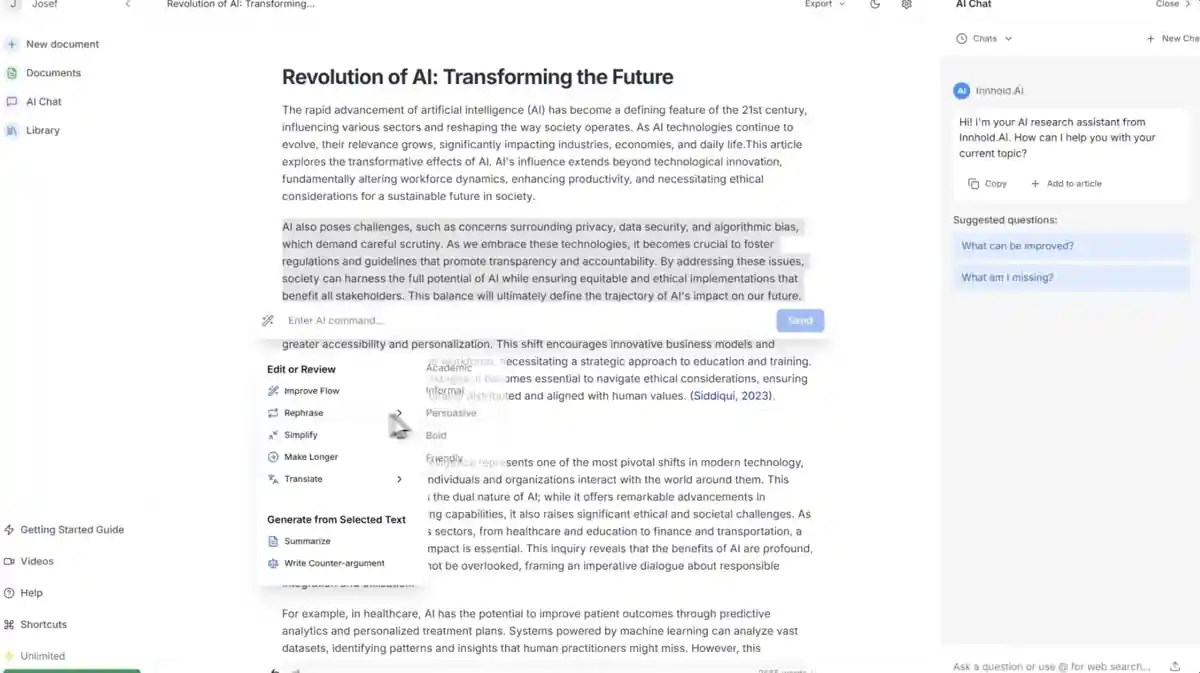 Josef
Revolution of AI: Transforming...
Export
AI Chat
Close
New document
Documents
AI Chat
Library
Getting Started Guide
Videos
Help
Shortcuts
Unlimited
Revolution of AI: Transforming the Future
The rapid advancement of artificial intelligence (AI) has become a defining feature of the 21st century,
influencing various sectors and reshaping the way society operates. As AI technologies continue to
evolve, their relevance grows, significantly impacting industries, economies, and daily life.This article
explores the transformative effects of AI. AI's influence extends beyond technological innovation,
fundamentally altering workforce dynamics, enhancing productivity, and necessitating ethical
considerations for a sustainable future in society.
AI also poses challenges, such as concerns surrounding privacy, data security, and algorithmic bias,
which demand careful scrutiny. As we embrace these technologies, it becomes crucial to foster
regulations and guidelines that promote transparency and accountability. By addressing these issues,
society can harness the full potential of AI while ensuring equitable and ethical implementations that
benefit all stakeholders. This balance will ultimately define the trajectory of AI's impact on our future.
Enter AI command...
Send
greater accessibility and personalization. This shift encourages innovative business models and
necessitating a strategic approach to education and training.
omes essential to navigate ethical considerations, ensuring
and aligned with human values. (Siddiqui, 2023).
Edit or Review
Improve Flow
Rephrase
Simplify
Make Longer
Translate
Generate from Selected Text
Summarize
Write Counter-argument
Academic
Informal
Persuasive
Bold
Friendly
represents one of the most pivotal shifts in modern technology,
ndividuals and organizations interact with the world around them. This
the dual nature of AI; while it offers remarkable advancements in
ng capabilities, it also raises significant ethical and societal challenges. As
s sectors, from healthcare and education to finance and transportation, a
mpact is essential. This inquiry reveals that the benefits of AI are profound,
not be overlooked, framing an imperative dialogue about responsible
For example, in healthcare, AI has the potential to improve patient outcomes through predictive
analytics and personalized treatment plans. Systems powered by machine learning can analyze vast
datasets, identifying patterns and insights that human practitioners might miss. However, this
Chats
New Cha
AI
Innhold.AI
Hi! I'm your AI research assistant from
Innhold.AI. How can I help you with your
current topic?
Copy
Add to article
Suggested questions:
What can be improved?
What am I missing?
Ask a question or use @ for web search...